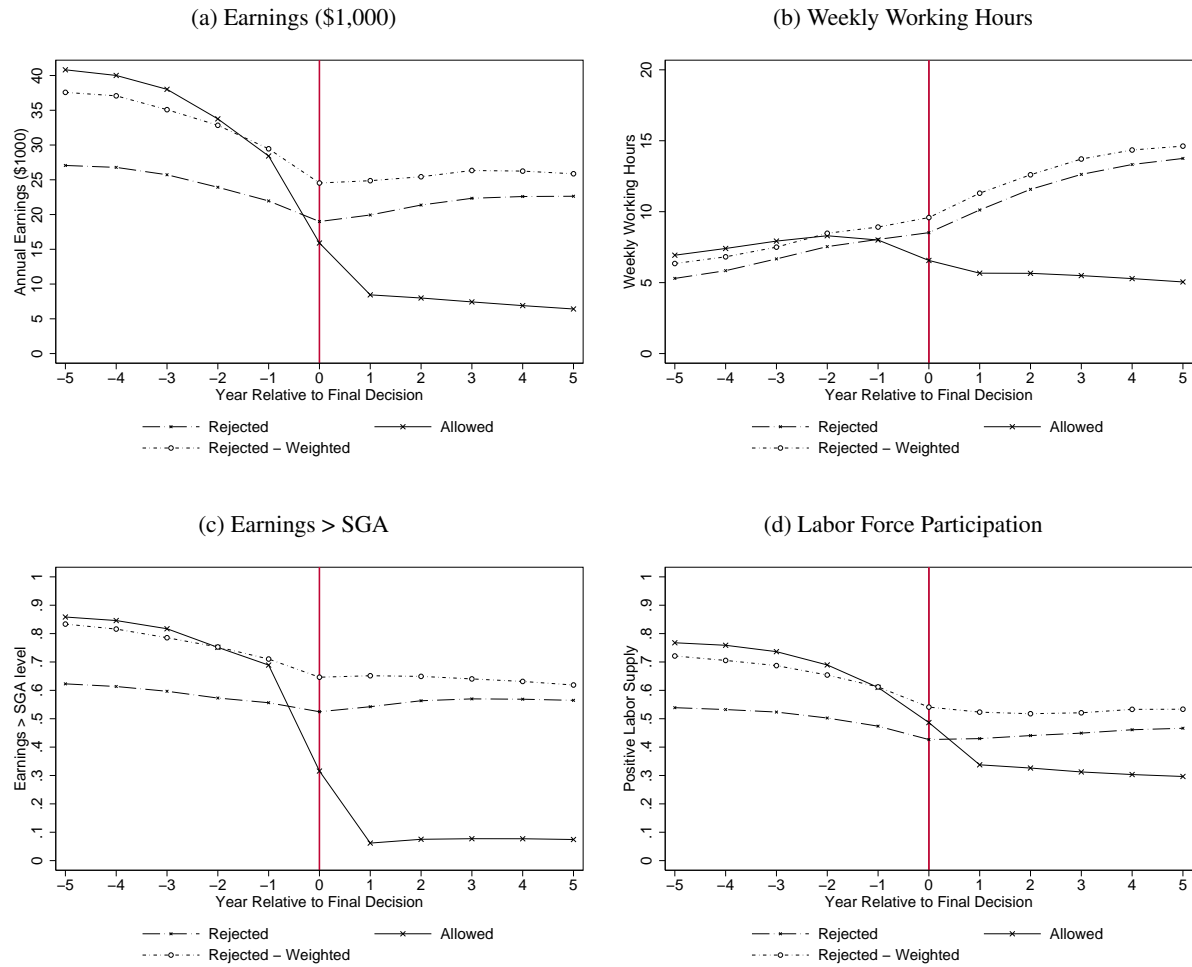 (a) Earnings ($1,000)
Annual Earnings ($1000)
40
35
30
25
20
15
10
5
0
−5 −4 −3 −2 −1 0 1 2 3 4 5
Year Relative to Final Decision
Rejected Allowed
Rejected − Weighted
(b) Weekly Working Hours
Weekly Working Hours
20
15
10
5
0
−5 −4 −3 −2 −1 0 1 2 3 4 5
Year Relative to Final Decision
Rejected Allowed
Rejected − Weighted
(c) Earnings > SGA
Earnings > SGA level
1
.9
.8
.7
.6
.5
.4
.3
.2
.1
0
−5 −4 −3 −2 −1 0 1 2 3 4 5
Year Relative to Final Decision
Rejected Allowed
Rejected − Weighted
(d) Labor Force Participation
Positive Labor Supply
1
.9
.8
.7
.6
.5
.4
.3
.2
.1
0
−5 −4 −3 −2 −1 0 1 2 3 4 5
Year Relative to Final Decision
Rejected Allowed
Rejected − Weighted